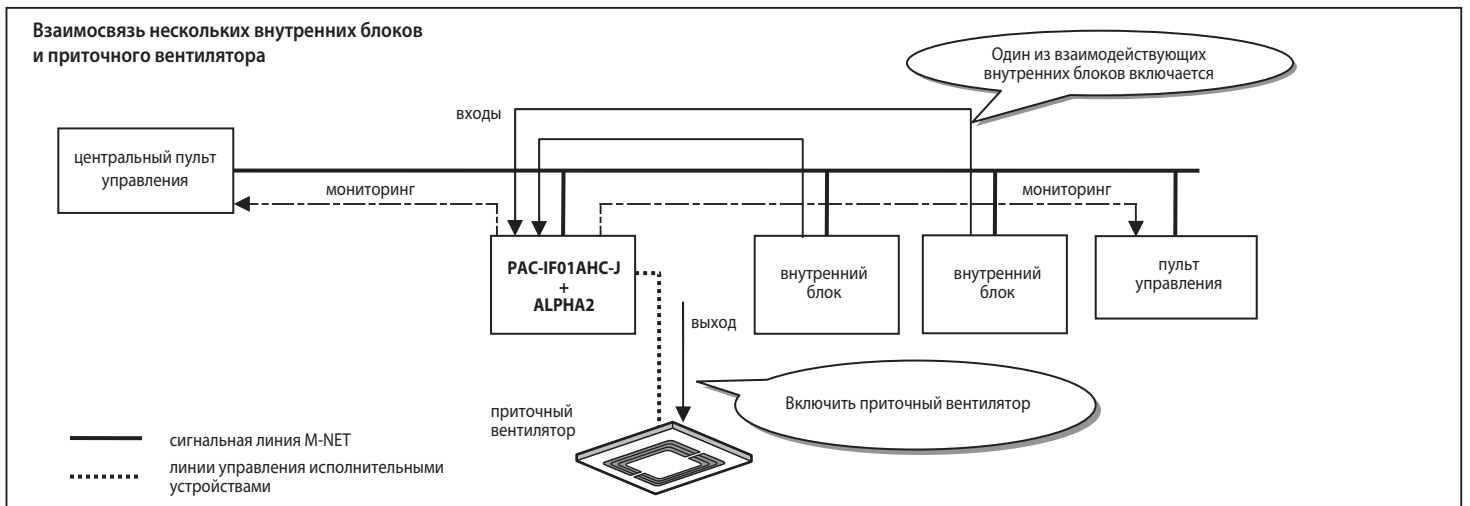 Взаимосвязь нескольких внутренних блоков
и приточного вентилятора
Один из взаимодействующих
внутренних блоков включается
входы
центральный пульт
управления
мониторинг
мониторинг
PAC-IF01AHC-J
+
ALPHA2
внутренний
блок
внутренний
блок
пульт
управления
выход
Включить приточный вентилятор
приточный
вентилятор
сигнальная линия M-NET
линии управления исполнительными
устройствами